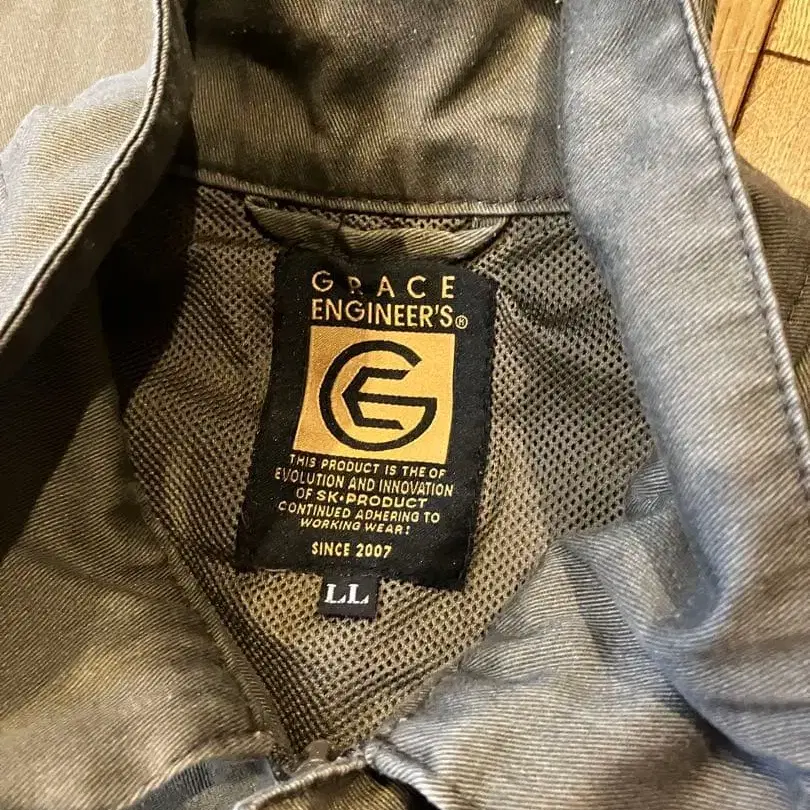 GRACE
ENGINEER'S®
GE
THIS PRODUCT IS THE OF
EVOLUTION AND INNOVATION
OF SK•PRODUCT
CONTINUED ADHERING TO
WORKING WEAR!
SINCE 2007
LL